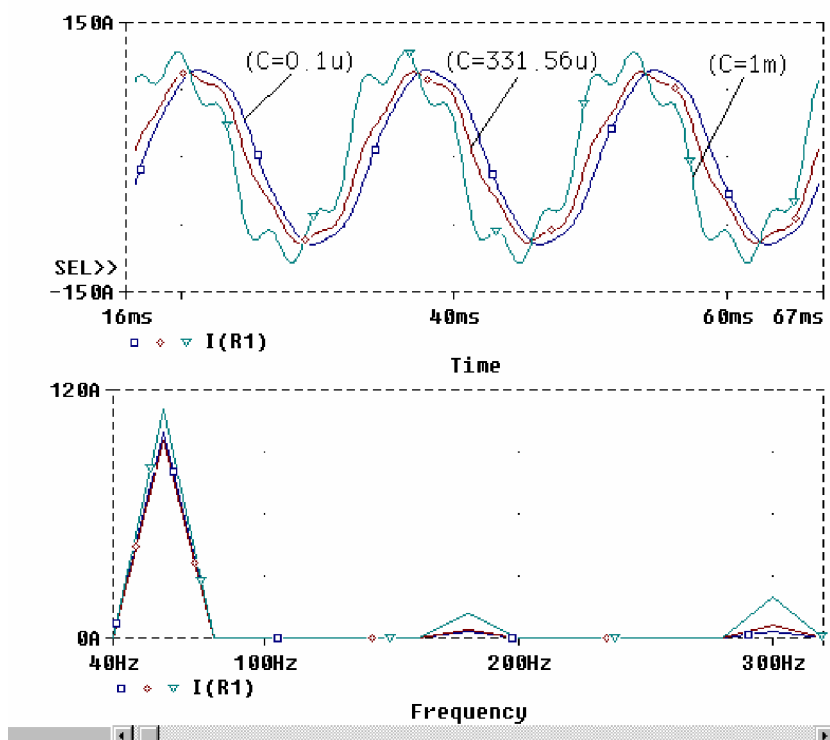 150A
(C=0.1u)
(C=331.56u)
(C=1m)
SEL>>
-150A
16ms
40ms
60ms
67ms
I(R1)
Time
120A
0A
40Hz
100Hz
200Hz
300Hz
I(R1)
Frequency